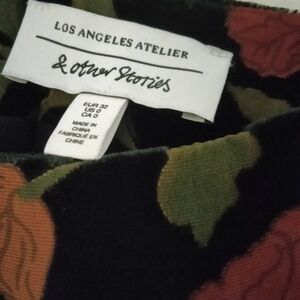 LOS ANGELES ATELIER
& other Stories
EUR 32
US 0
CA 0
MADE IN
CHINA
FABRIQUÉ EN
CHINE